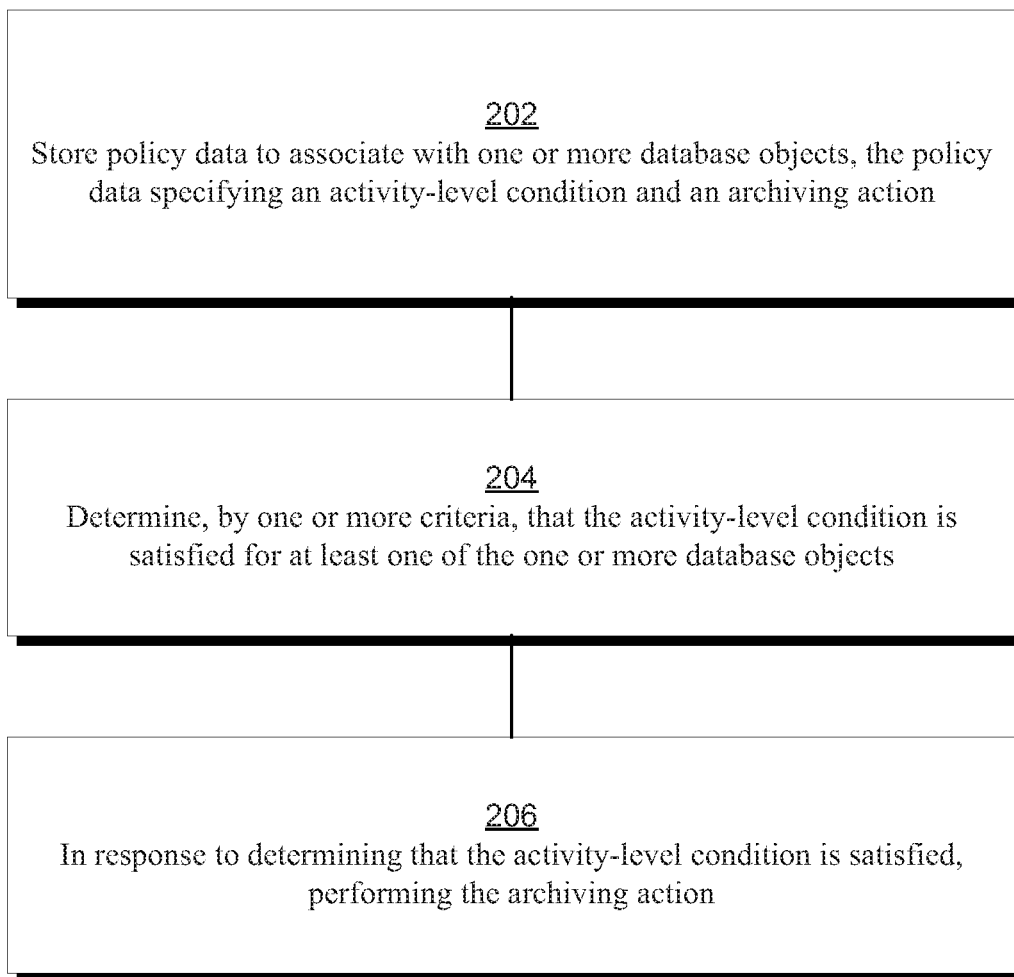 202
Store policy data to associate with one or more database objects, the policy
data specifying an activity-level condition and an archiving action
204
Determine, by one or more criteria, that the activity-level condition is
satisfied for at least one of the one or more database objects
206
In response to determining that the activity-level condition is satisfied,
performing the archiving action